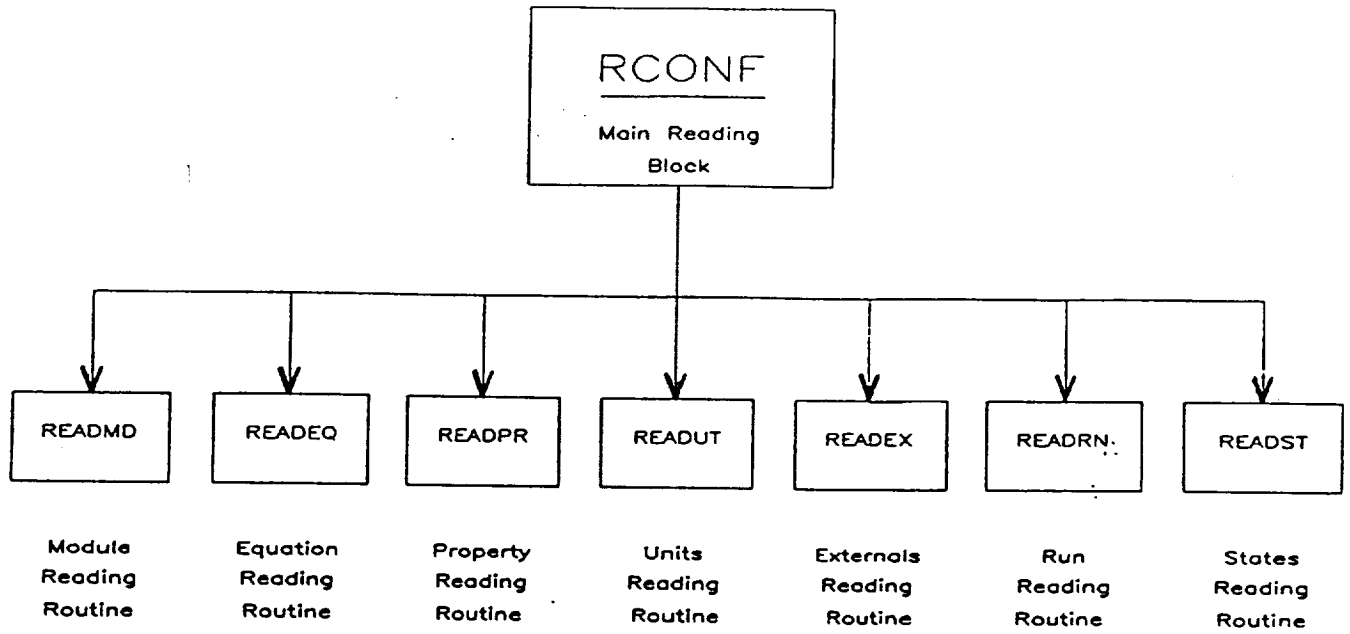 RCONF
Main Reading
Block
READMD
READEQ
READPR
READUT
READEX
READRN
READST
Module
Reading
Routine
Equation
Reading
Routine
Property
Reading
Routine
Units
Reading
Routine
Externals
Reading
Routine
Run
Reading
Routine
States
Reading
Routine